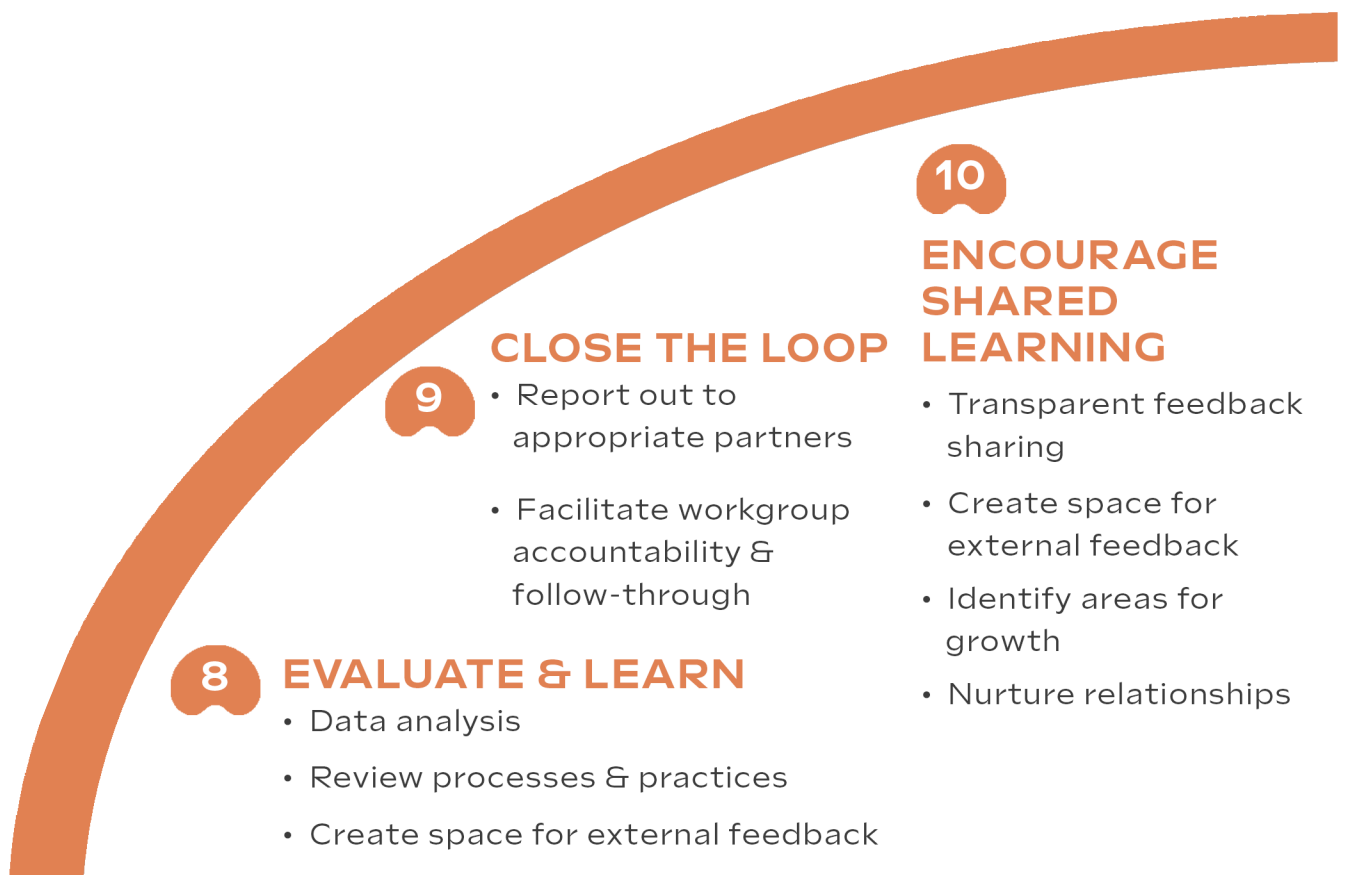 8
EVALUATE & LEARN
• Data analysis
• Review processes & practices
• Create space for external feedback
9
CLOSE THE LOOP
• Report out to
appropriate partners
• Facilitate workgroup
accountability &
follow-through
10
ENCOURAGE
SHARED
LEARNING
• Transparent feedback
sharing
• Create space for
external feedback
• Identify areas for
growth
• Nurture relationships